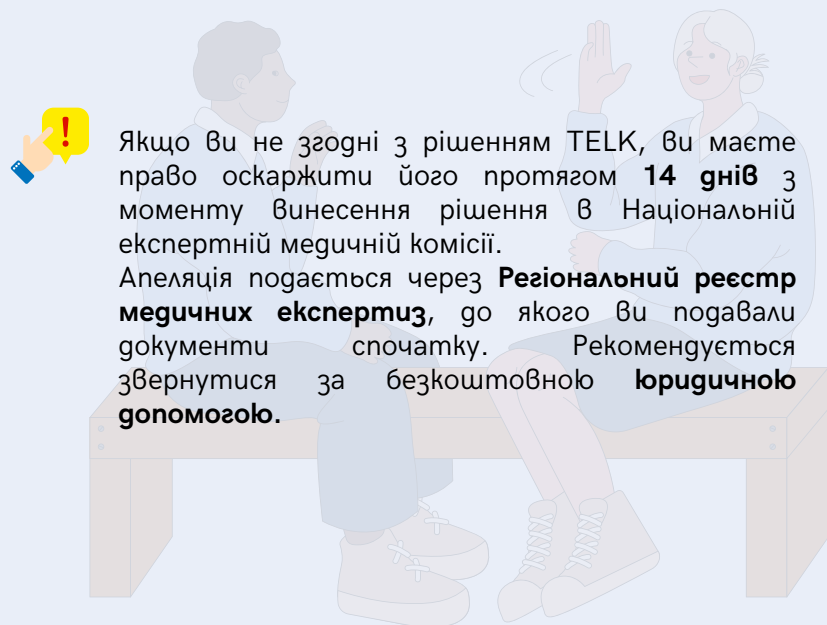 !
Якщо ви не згодні з рішенням TELK, ви маєте
право оскаржити його протягом 14 днів з
моменту винесення рішення в Національній
експертній медичній комісії.
Апеляція подається через Регіональний реєстр
медичних експертиз, до якого ви подавали
документи спочатку. Рекомендується
звернутися за безкоштовною юридичною
допомогою.